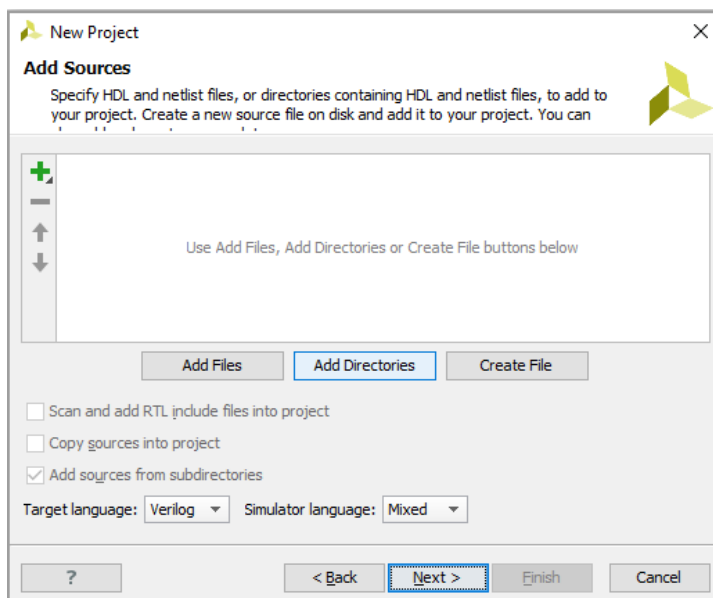 New Project
Add Sources
Specify HDL and netlist files, or directories containing HDL and netlist files, to add to
your project. Create a new source file on disk and add it to your project. You can
Use Add Files, Add Directories or Create File buttons below
Add Files
Add Directories
Create File
Scan and add RTL include files into project
Copy sources into project
Add sources from subdirectories
Target language: Verilog Simulator language: Mixed
? < Back Next > Finish Cancel